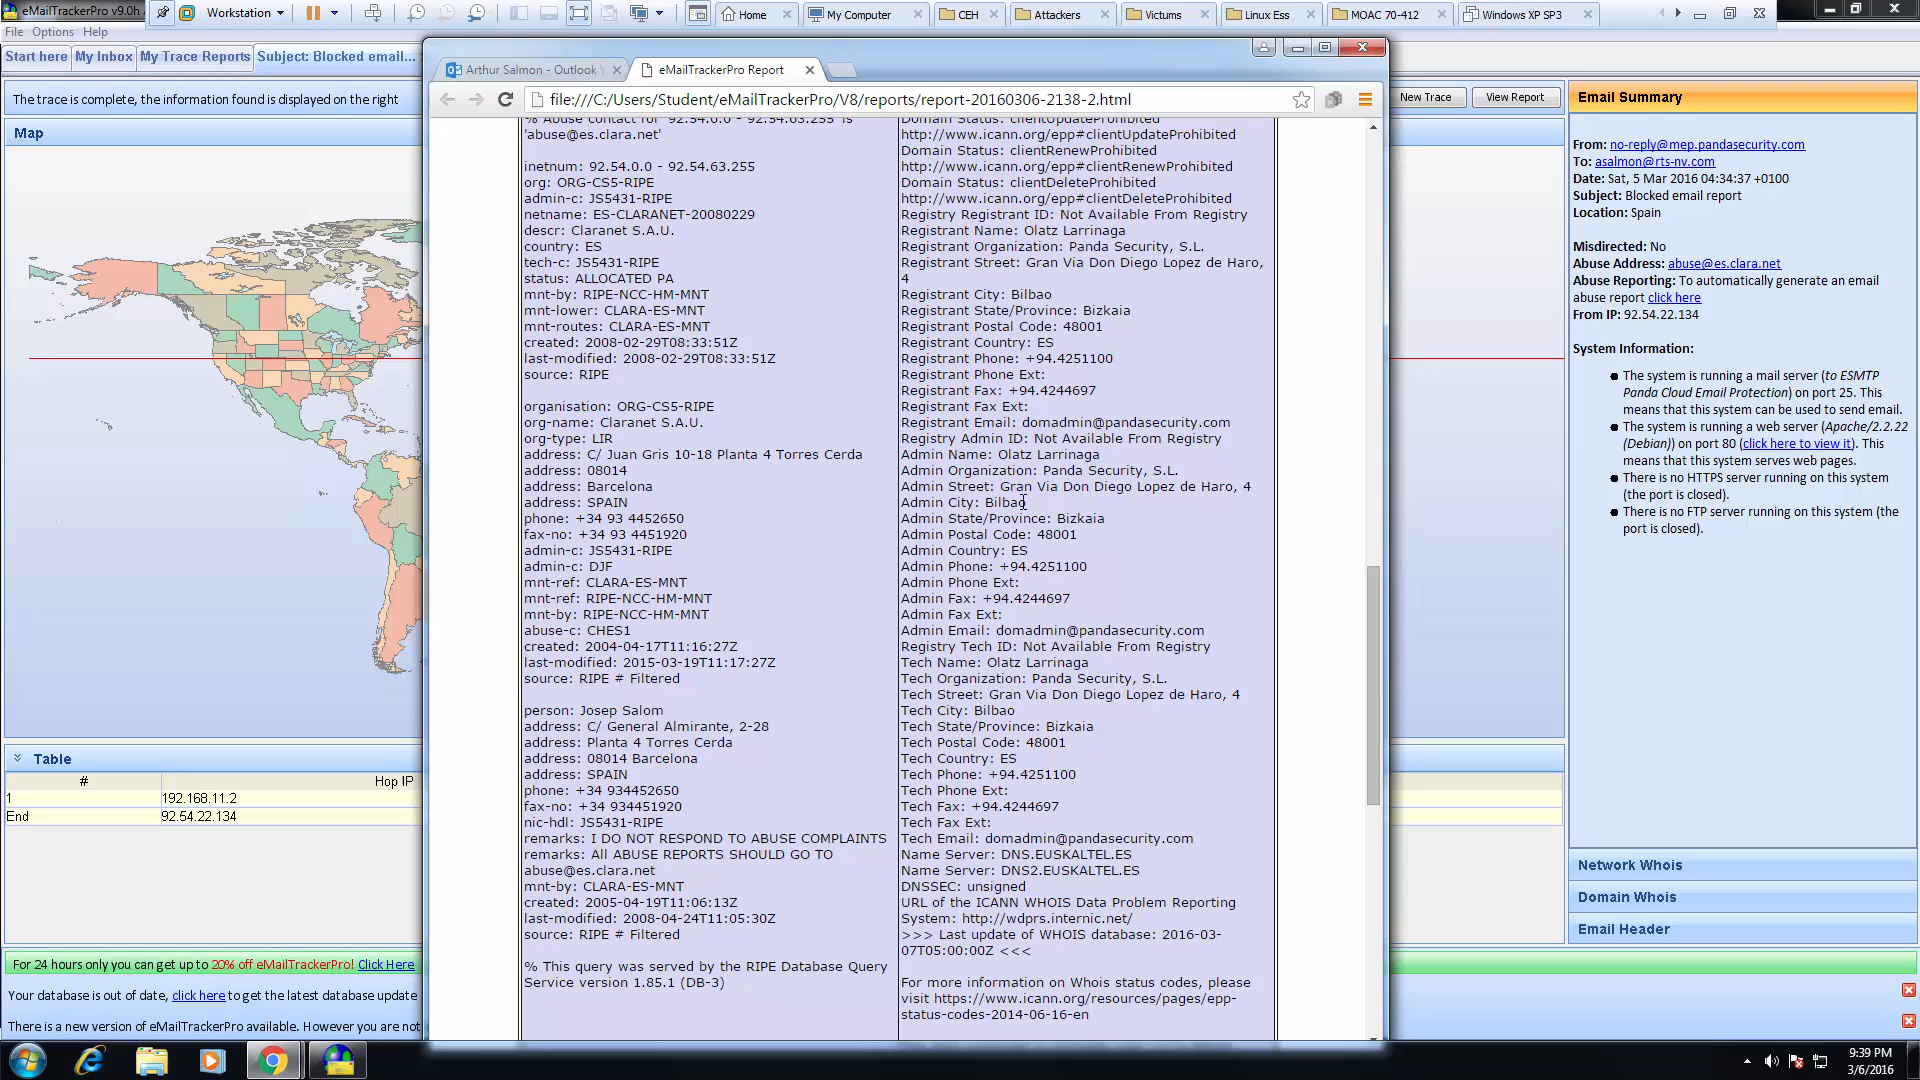 eMailTrackerPro v9.0h
Workstation
Home
My Computer
CEH
Attackers
Victums
Linux Ess
MOAC 70-412
Windows XP SP3
File Options Help
Start here
My Inbox
My Trace Reports
Subject: Blocked email...
Arthur Salmon - Outlook
eMailTrackerPro Report
file:///C:/Users/Student/eMailTrackerPro/V8/reports/report-20160306-2138-2.html
The trace is complete, the information found is displayed on the right
New Trace
View Report
Map
% Abuse contact for '92.54.0.0 - 92.54.63.255' is
'abuse@es.clara.net'
inetnum: 92.54.0.0 - 92.54.63.255
org: ORG-CS5-RIPE
admin-c: JS5431-RIPE
netname: ES-CLARANET-20080229
descr: Claranet S.A.U.
country: ES
tech-c: JS5431-RIPE
status: ALLOCATED PA
mnt-by: RIPE-NCC-HM-MNT
mnt-lower: CLARA-ES-MNT
mnt-routes: CLARA-ES-MNT
created: 2008-02-29T08:33:51Z
last-modified: 2008-02-29T08:33:51Z
source: RIPE
organisation: ORG-CS5-RIPE
org-name: Claranet S.A.U.
org-type: LIR
address: C/ Juan Gris 10-18 Planta 4 Torres Cerda
address: 08014
address: Barcelona
address: SPAIN
phone: +34 93 4452650
fax-no: +34 93 4451920
admin-c: JS5431-RIPE
admin-c: DJF
mnt-ref: CLARA-ES-MNT
mnt-ref: RIPE-NCC-HM-MNT
mnt-by: RIPE-NCC-HM-MNT
abuse-c: CHES1
created: 2004-04-17T11:16:27Z
last-modified: 2015-03-19T11:17:27Z
source: RIPE # Filtered
person: Josep Salom
address: C/ General Almirante, 2-28
address: Planta 4 Torres Cerda
address: 08014 Barcelona
address: SPAIN
phone: +34 934452650
fax-no: +34 934451920
nic-hdl: JS5431-RIPE
remarks: I DO NOT RESPOND TO ABUSE COMPLAINTS
remarks: All ABUSE REPORTS SHOULD GO TO
abuse@es.clara.net
mnt-by: CLARA-ES-MNT
created: 2005-04-19T11:06:13Z
last-modified: 2008-04-24T11:05:30Z
source: RIPE # Filtered
% This query was served by the RIPE Database Query
Service version 1.85.1 (DB-3)
Domain Status: clientUpdateProhibited
http://www.icann.org/epp#clientUpdateProhibited
Domain Status: clientRenewProhibited
http://www.icann.org/epp#clientRenewProhibited
Domain Status: clientDeleteProhibited
http://www.icann.org/epp#clientDeleteProhibited
Registry Registrant ID: Not Available From Registry
Registrant Name: Olatz Larrinaga
Registrant Organization: Panda Security, S.L.
Registrant Street: Gran Via Don Diego Lopez de Haro,
4
Registrant City: Bilbao
Registrant State/Province: Bizkaia
Registrant Postal Code: 48001
Registrant Country: ES
Registrant Phone: +94.4251100
Registrant Phone Ext:
Registrant Fax: +94.4244697
Registrant Fax Ext:
Registrant Email: domadmin@pandasecurity.com
Registry Admin ID: Not Available From Registry
Admin Name: Olatz Larrinaga
Admin Organization: Panda Security, S.L.
Admin Street: Gran Via Don Diego Lopez de Haro, 4
Admin City: Bilbao
Admin State/Province: Bizkaia
Admin Postal Code: 48001
Admin Country: ES
Admin Phone: +94.4251100
Admin Phone Ext:
Admin Fax: +94.4244697
Admin Fax Ext:
Admin Email: domadmin@pandasecurity.com
Registry Tech ID: Not Available From Registry
Tech Name: Olatz Larrinaga
Tech Organization: Panda Security, S.L.
Tech Street: Gran Via Don Diego Lopez de Haro, 4
Tech City: Bilbao
Tech State/Province: Bizkaia
Tech Postal Code: 48001
Tech Country: ES
Tech Phone: +94.4251100
Tech Phone Ext:
Tech Fax: +94.4244697
Tech Fax Ext:
Tech Email: domadmin@pandasecurity.com
Name Server: DNS.EUSKALTEL.ES
Name Server: DNS2.EUSKALTEL.ES
DNSSEC: unsigned
URL of the ICANN WHOIS Data Problem Reporting
System: http://wdprs.internic.net/
>>> Last update of WHOIS database: 2016-03-
07T05:00:00Z <<<
For more information on Whois status codes, please
visit https://www.icann.org/resources/pages/epp-
status-codes-2014-06-16-en
Email Summary
From: no-reply@mep.pandasecurity.com
To: asalmon@rts-nv.com
Date: Sat, 5 Mar 2016 04:34:37 +0100
Subject: Blocked email report
Location: Spain
Misdirected: No
Abuse Address: abuse@es.clara.net
Abuse Reporting: To automatically generate an email
abuse report click here
From IP: 92.54.22.134
System Information:
The system is running a mail server (to ESMTP
Panda Cloud Email Protection) on port 25. This
means that this system can be used to send email.
The system is running a web server (Apache/2.2.22
(Debian)) on port 80 (click here to view it). This
means that this system serves web pages.
There is no HTTPS server running on this system
(the port is closed).
There is no FTP server running on this system (the
port is closed).
Network Whois
Domain Whois
Email Header
Table
# Hop IP
1 192.168.11.2
End 92.54.22.134
For 24 hours only you can get up to 20% off eMailTrackerPro! Click Here
Your database is out of date, click here to get the latest database update
There is a new version of eMailTrackerPro available. However you are not
9:39 PM
3/6/2016